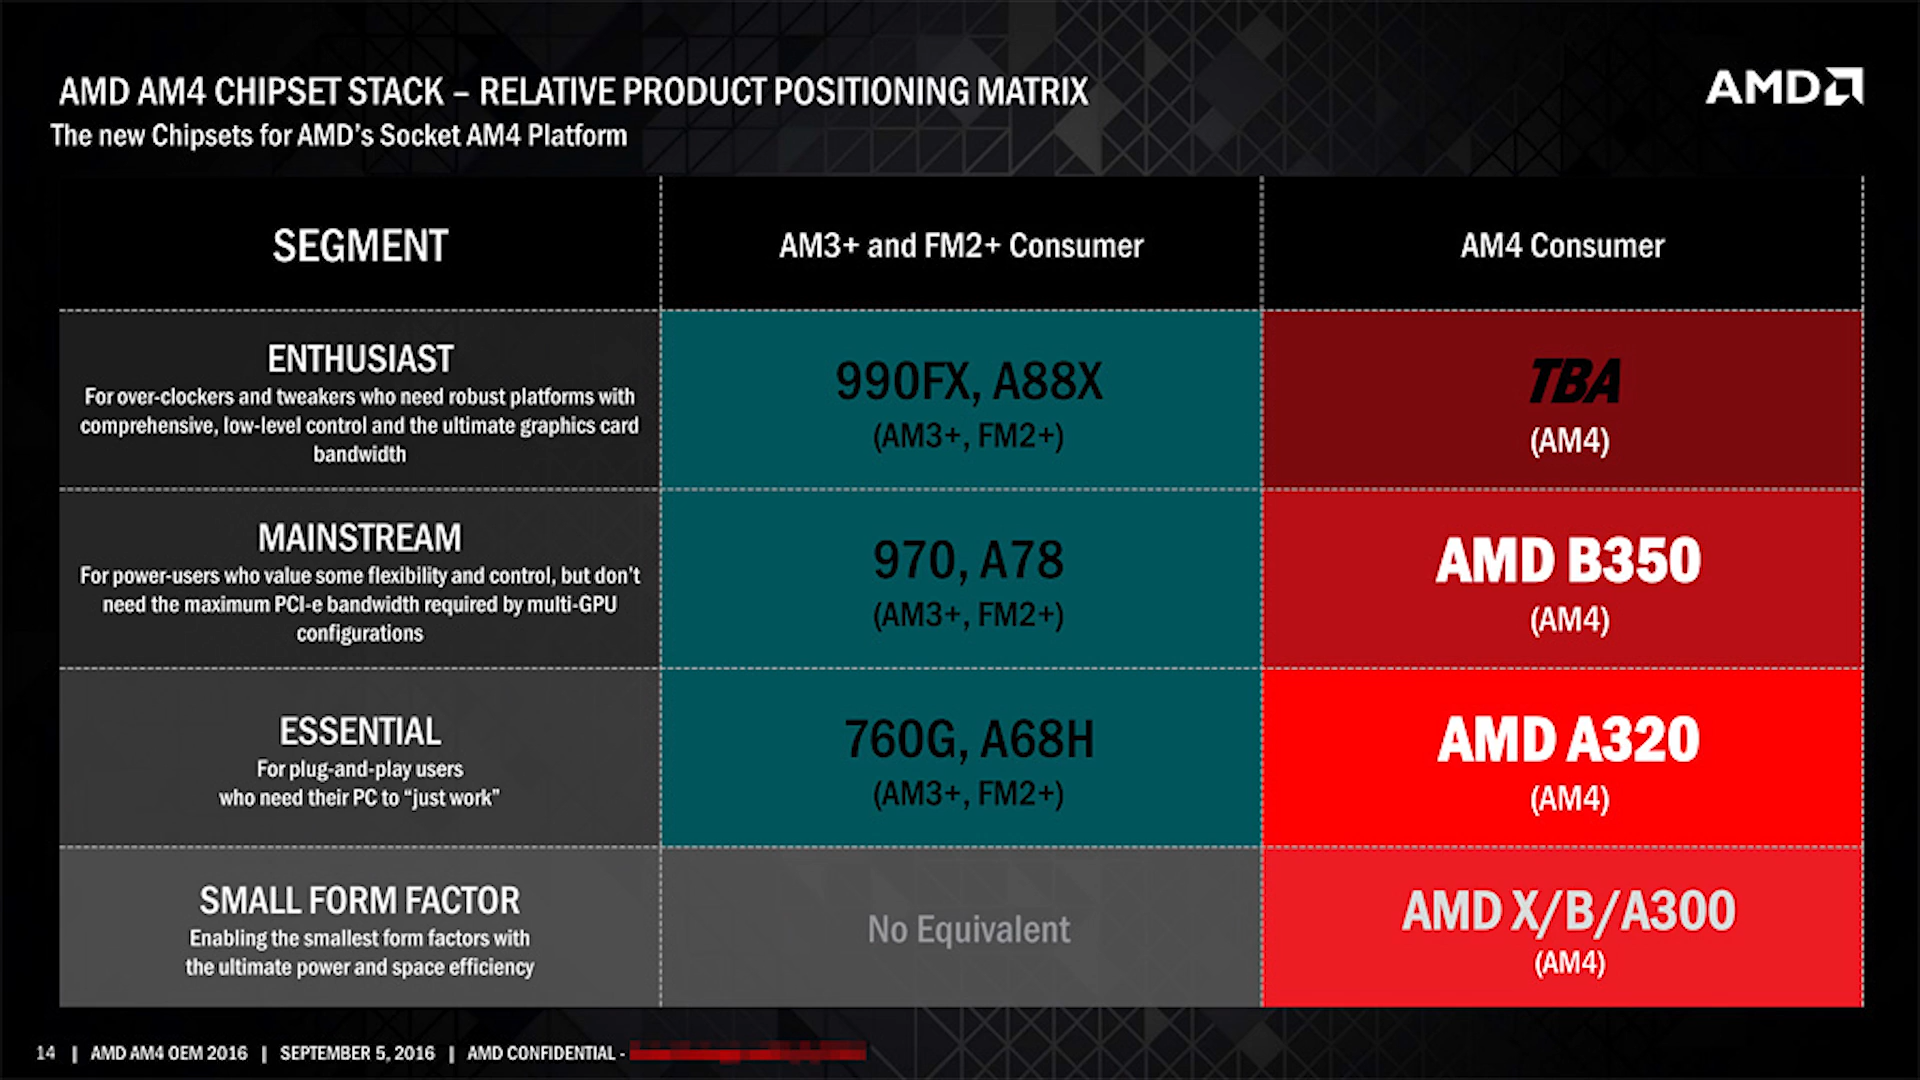 AMD AM4 CHIPSET STACK – RELATIVE PRODUCT POSITIONING MATRIX
AMD
The new Chipsets for AMD's Socket AM4 Platform
SEGMENT
AM3+ and FM2+ Consumer
AM4 Consumer
ENTHUSIAST
For over-clockers and tweakers who need robust platforms with
comprehensive, low-level control and the ultimate graphics card
bandwidth
990FX, A88X
(AM3+, FM2+)
TBA
(AM4)
MAINSTREAM
For power-users who value some flexibility and control, but don't
need the maximum PCI-e bandwidth required by multi-GPU
configurations
970, A78
(AM3+, FM2+)
AMD B350
(AM4)
ESSENTIAL
For plug-and-play users
who need their PC to “just work”
760G, A68H
(AM3+, FM2+)
AMD A320
(AM4)
SMALL FORM FACTOR
Enabling the smallest form factors with
the ultimate power and space efficiency
No Equivalent
AMD X/B/A300
(AM4)
14 | AMD AM4 OEM 2016 | SEPTEMBER 5, 2016 | AMD CONFIDENTIAL -